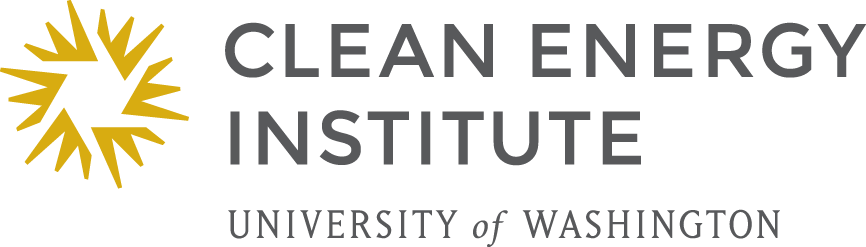 CLEAN ENERGY
INSTITUTE
UNIVERSITY of WASHINGTON